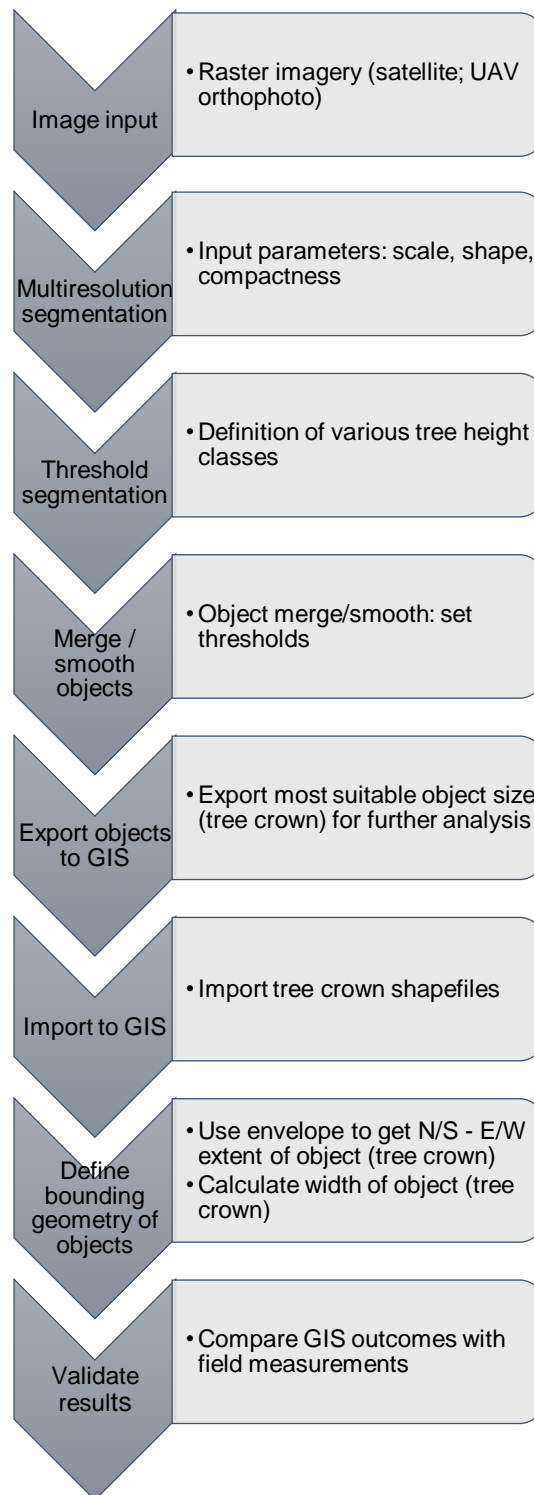 Image input
• Raster imagery (satellite; UAV
orthophoto)
Multiresolution
segmentation
• Input parameters: scale, shape,
compactness
Threshold
segmentation
• Definition of various tree height
classes
Merge /
smooth
objects
• Object merge/smooth: set
thresholds
Export objects
to GIS
• Export most suitable object size
(tree crown) for further analysis
Import to GIS
• Import tree crown shapefiles
Define
bounding
geometry of
objects
• Use envelope to get N/S - E/W
extent of object (tree crown)
• Calculate width of object (tree
crown)
Validate
results
• Compare GIS outcomes with
field measurements